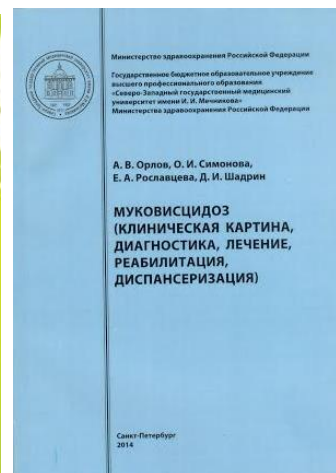 Министерство здравоохранения Российской Федерации
Государственное бюджетное образовательное учреждение
высшего профессионального образования
«Северо-Западный государственный медицинский
университет имени И. И. Мечникова»
Министерства здравоохранения Российской Федерации
А. В. Орлов, О. И. Симонова,
Е. А. Рославцева, Д. И. Шадрин
МУКОВИСЦИДОЗ
(КЛИНИЧЕСКАЯ КАРТИНА,
ДИАГНОСТИКА, ЛЕЧЕНИЕ,
РЕАБИЛИТАЦИЯ,
ДИСПАНСЕРИЗАЦИЯ)
Санкт-Петербург
2014